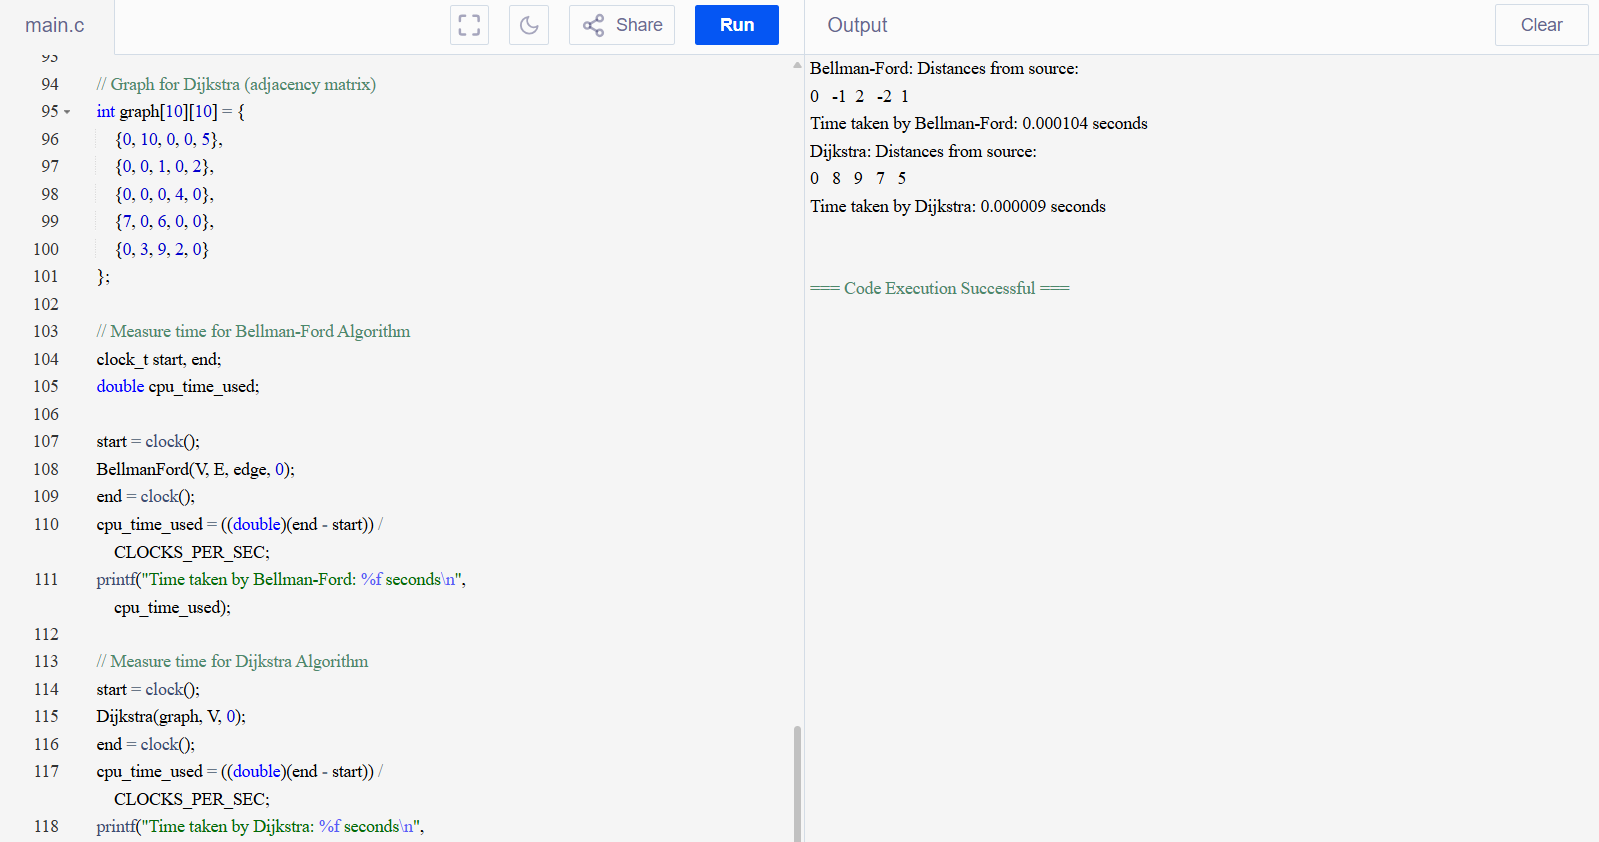 main.c
Share
Run
Output
Clear
93
94 // Graph for Dijkstra (adjacency matrix)
95 int graph[10][10] = {
96 {0, 10, 0, 0, 5},
97 {0, 0, 1, 0, 2},
98 {0, 0, 0, 4, 0},
99 {7, 0, 6, 0, 0},
100 {0, 3, 9, 2, 0}
101 };
102
103 // Measure time for Bellman-Ford Algorithm
104 clock_t start, end;
105 double cpu_time_used;
106
107 start = clock();
108 BellmanFord(V, E, edge, 0);
109 end = clock();
110 cpu_time_used = ((double)(end - start)) /
CLOCKS_PER_SEC;
111 printf("Time taken by Bellman-Ford: %f seconds\n",
cpu_time_used);
112
113 // Measure time for Dijkstra Algorithm
114 start = clock();
115 Dijkstra(graph, V, 0);
116 end = clock();
117 cpu_time_used = ((double)(end - start)) /
CLOCKS_PER_SEC;
118 printf("Time taken by Dijkstra: %f seconds\n",
Bellman-Ford: Distances from source:
0 -1 2 -2 1
Time taken by Bellman-Ford: 0.000104 seconds
Dijkstra: Distances from source:
0 8 9 7 5
Time taken by Dijkstra: 0.000009 seconds
=== Code Execution Successful ===